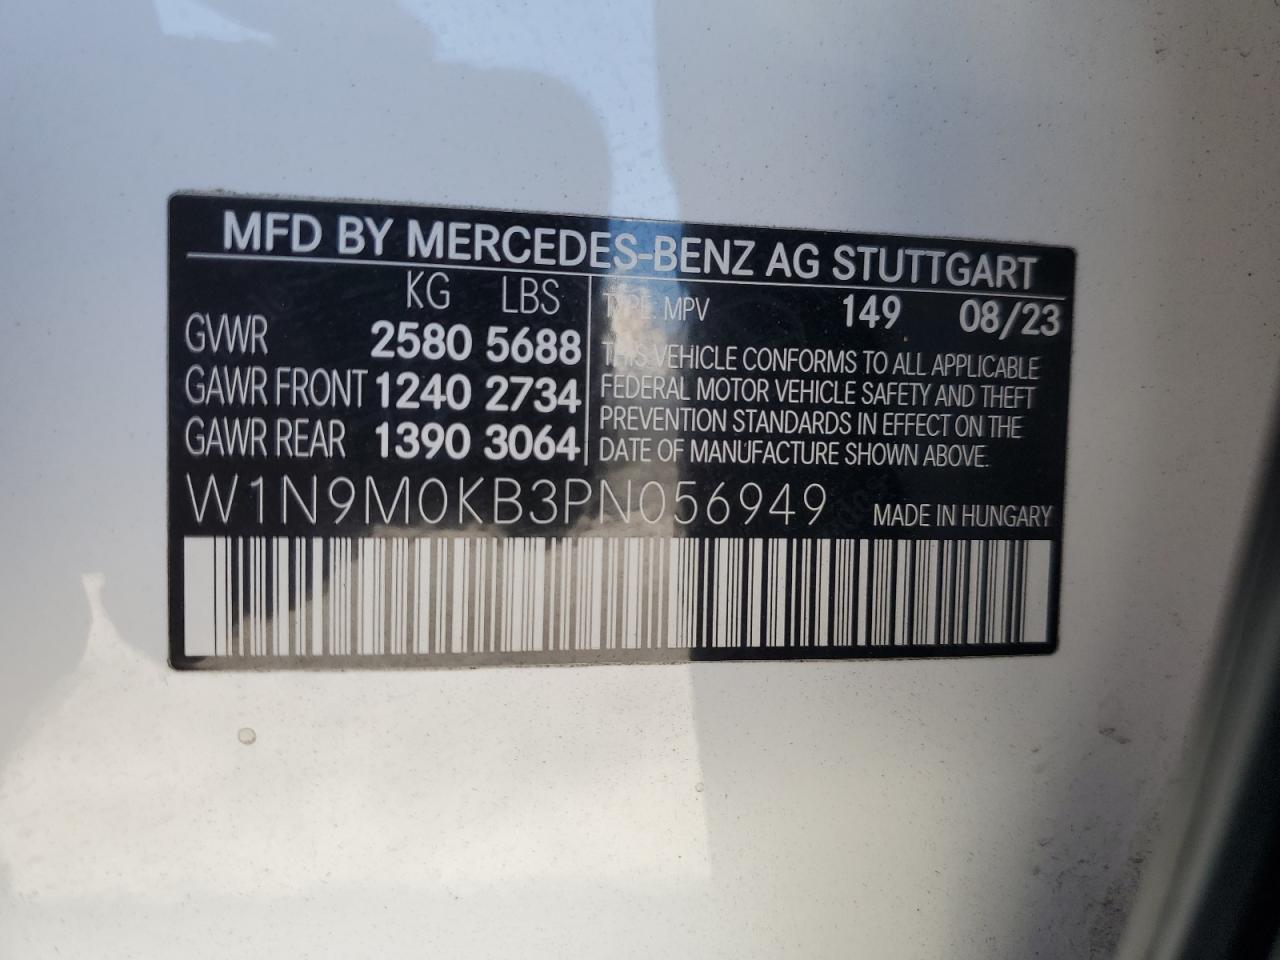 MFD BY MERCEDES-BENZ AG STUTTGART
KG LBS
GVWR 2580 5688
GAWR FRONT 1240 2734
GAWR REAR 1390 3064
TYPE: MPV 149 08/23
THIS VEHICLE CONFORMS TO ALL APPLICABLE
FEDERAL MOTOR VEHICLE SAFETY AND THEFT
PREVENTION STANDARDS IN EFFECT ON THE
DATE OF MANUFACTURE SHOWN ABOVE.
W1N9M0KB3PN056949 MADE IN HUNGARY